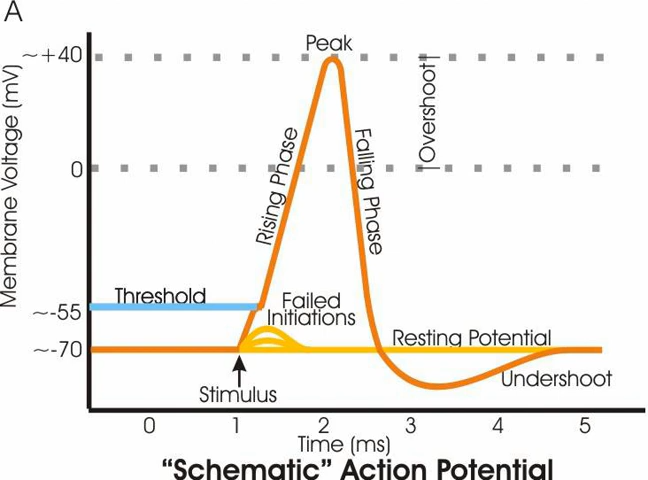 A
~+40
Peak
Membrane Voltage (mV)
Overshoot
Rising Phase
Falling Phase
0
Threshold
~-55
Failed
Initiations
Resting Potential
~-70
Undershoot
Stimulus
0 1 2 3 4 5
Time (ms)
“Schematic” Action Potential